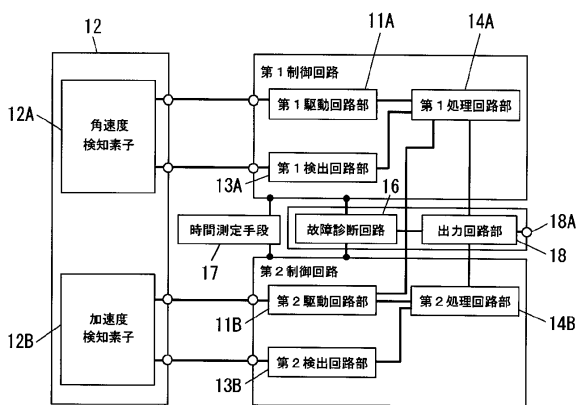 12
11A
14A
第1制御回路
12A
角速度
検知素子
第1駆動回路部
第1処理回路部
第1検出回路部
13A
16
18A
時間測定手段
故障診断回路
出力回路部
17
18
第2制御回路
12B
加速度
検知素子
第2駆動回路部
第2処理回路部
11B
14B
第2検出回路部
13B